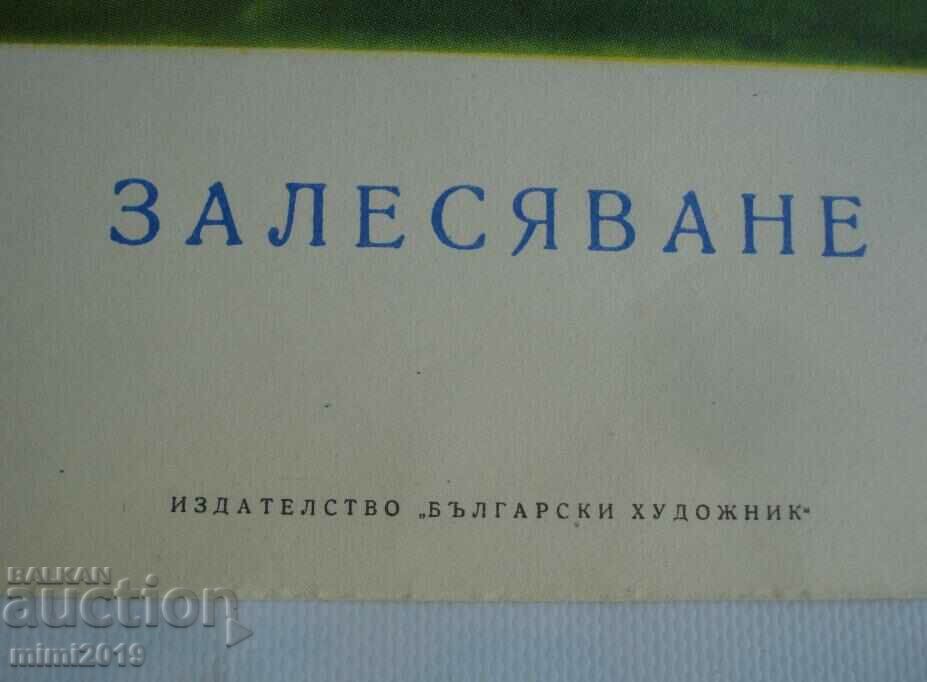 ЗАЛЕСЯВАНЕ
ИЗДАТЕЛСТВО „БЪЛГАРСКИ ХУДОЖНИК“
BALKAN
auction
mimi2019